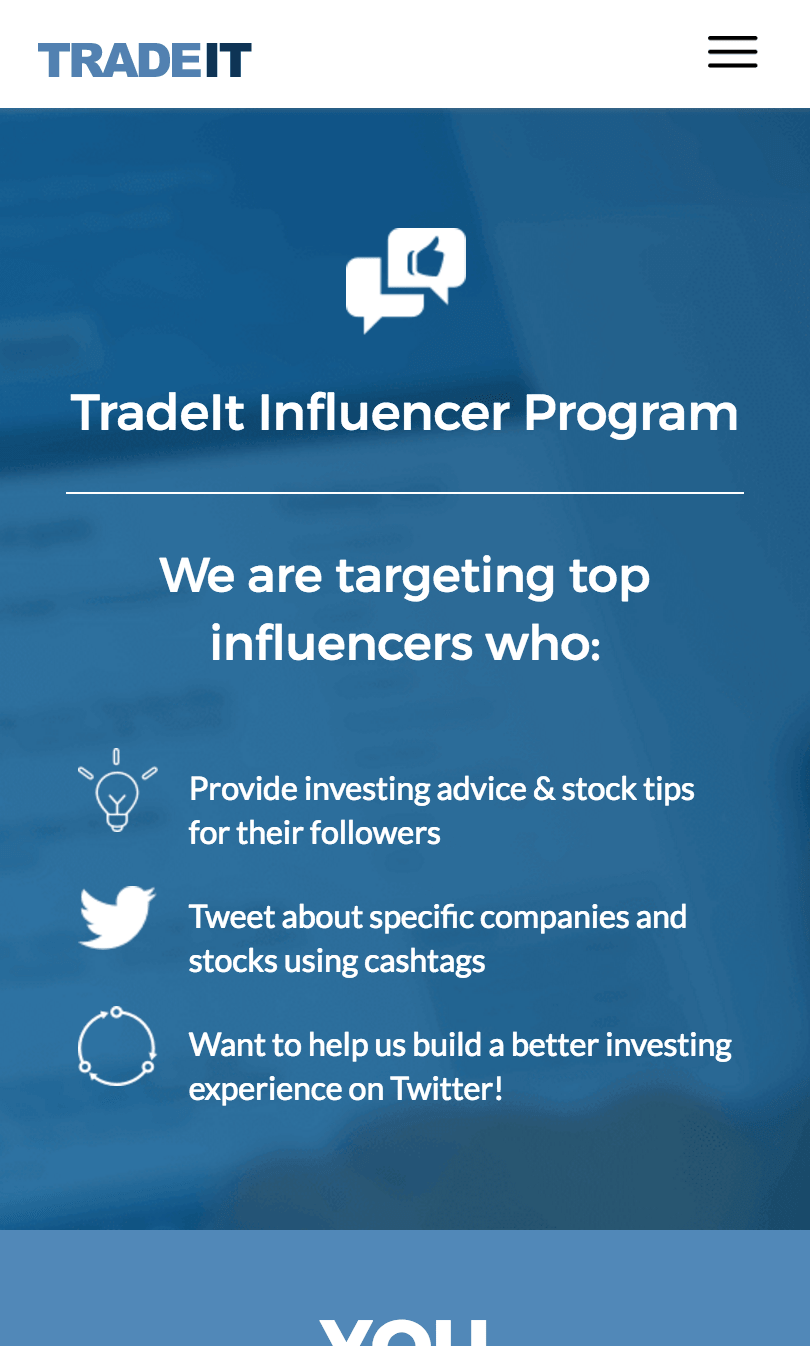 TRADEIT
TradeIt Influencer Program
We are targeting top
influencers who:
Provide investing advice & stock tips
for their followers
Tweet about specific companies and
stocks using cashtags
Want to help us build a better investing
experience on Twitter!
YOU